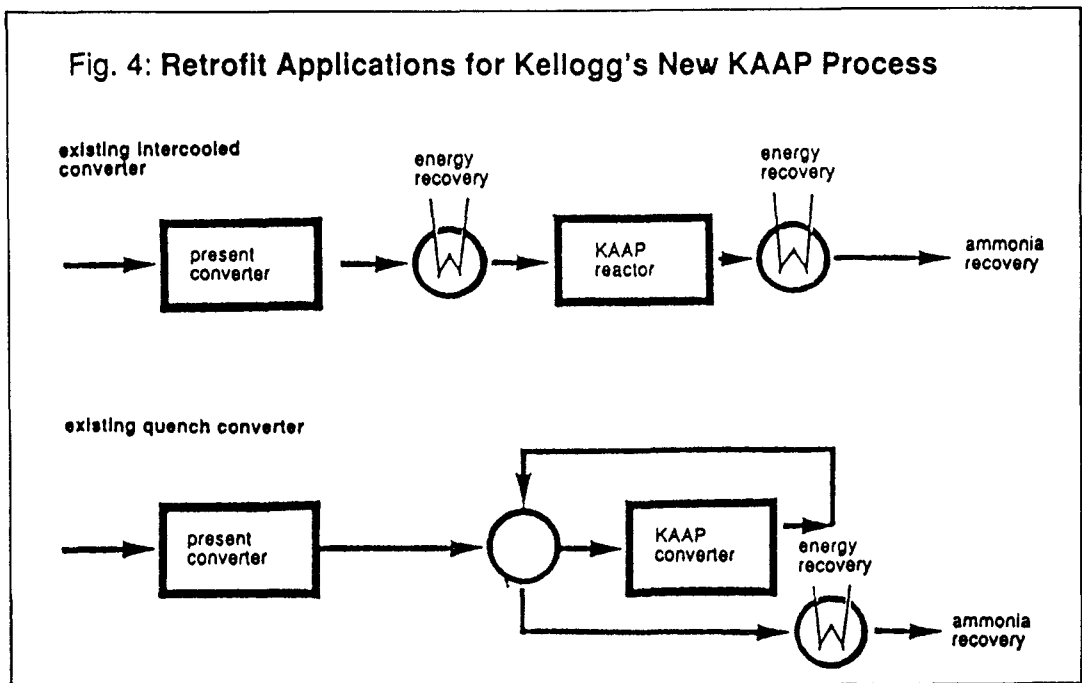 Fig. 4: Retrofit Applications for Kellogg's New KAAP Process
existing intercooled
converter
energy
recovery
energy
recovery
present
converter
KAAP
reactor
ammonia
recovery
existing quench converter
present
converter
KAAP
converter
energy
recovery
ammonia
recovery